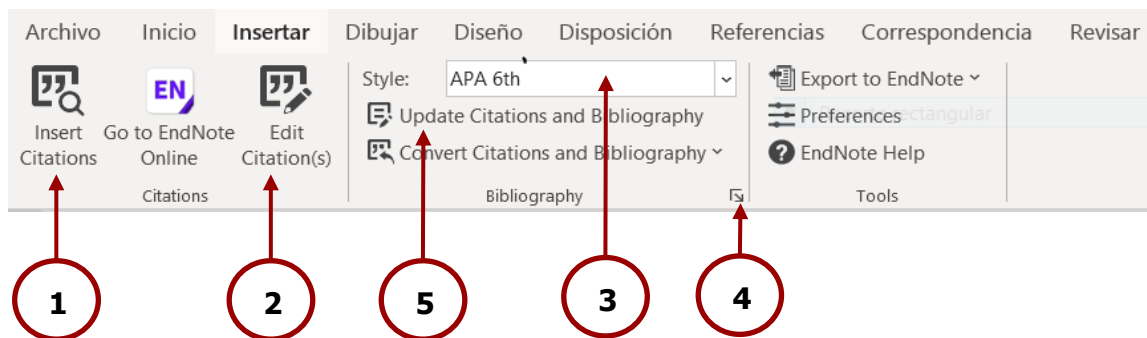 Archivo Inicio Insertar Dibujar Diseño Disposición Referencias Correspondencia Revisar
EN
Insert Citations
Go to EndNote Online
Edit Citation(s)
Citations
Style: APA 6th
Update Citations and Bibliography
Convert Citations and Bibliography
Bibliography
Export to EndNote
Preferences
rectangular
EndNote Help
Tools
1 2 5 3 4